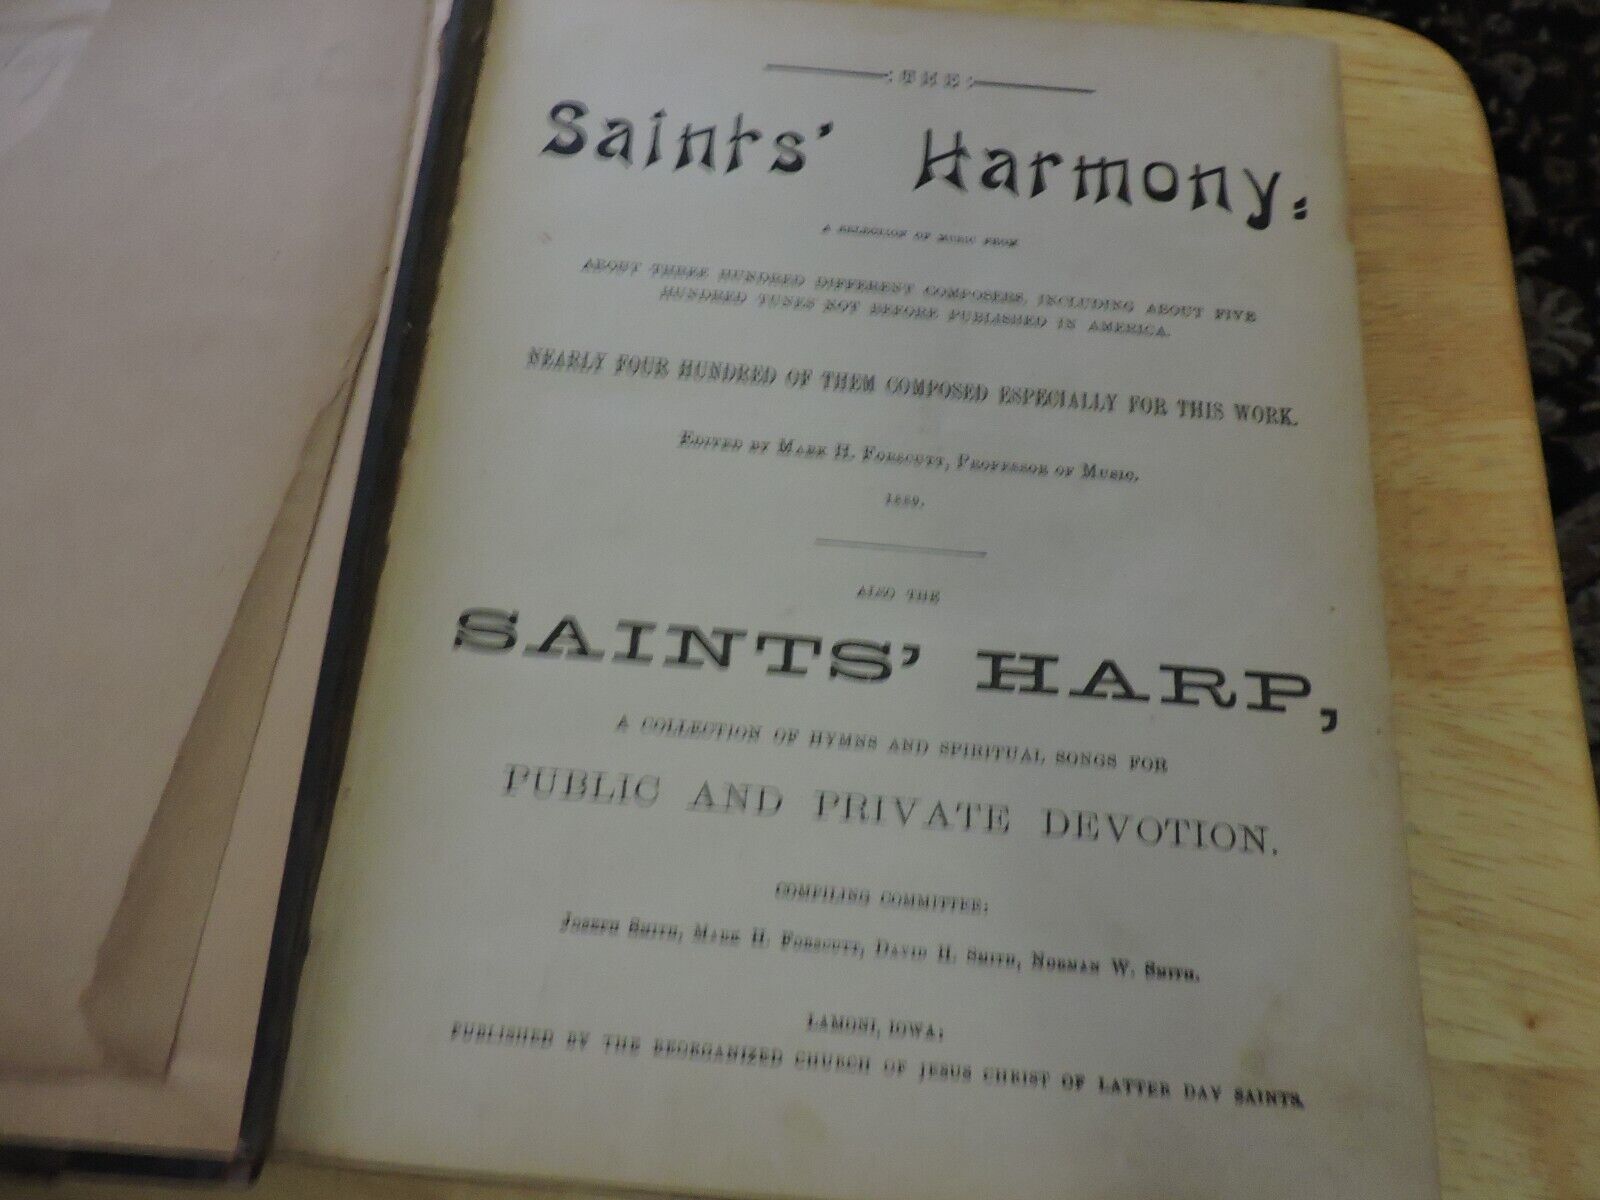 :THE:
Saints' Harmony:
A SELECTION OF MUSIC FROM
ABOUT THREE HUNDRED DIFFERENT COMPOSERS, INCLUDING ABOUT FIVE
HUNDRED TUNES NOT BEFORE PUBLISHED IN AMERICA.
NEARLY FOUR HUNDRED OF THEM COMPOSED ESPECIALLY FOR THIS WORK.
EDITED BY MARK H. FORSCUTT, PROFESSOR OF MUSIC,
1889.
ALSO THE
SAINTS' HARP,
A COLLECTION OF HYMNS AND SPIRITUAL SONGS FOR
PUBLIC AND PRIVATE DEVOTION.
COMPILING COMMITTEE:
JOSEPH SMITH, MARK H. FORSCUTT, DAVID H. SMITH, NORMAN W. SMITH.
LAMONI, IOWA:
PUBLISHED BY THE REORGANIZED CHURCH OF JESUS CHRIST OF LATTER DAY SAINTS.